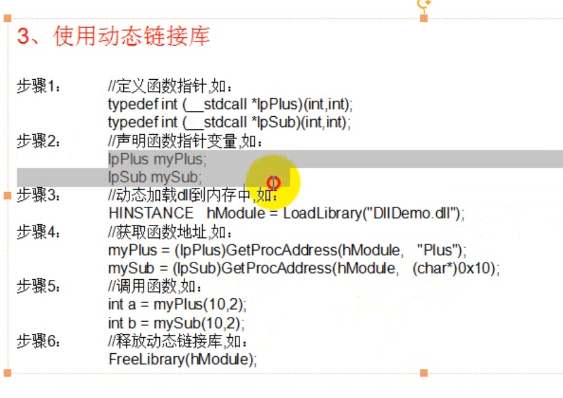 3、使用动态链接库
步骤1： //定义函数指针,如：
typedef int (__stdcall *lpPlus)(int,int);
typedef int (__stdcall *lpSub)(int,int);
步骤2： //声明函数指针变量,如：
lpPlus myPlus;
lpSub mySub;
步骤3： //动态加载dll到内存中,如：
HINSTANCE hModule = LoadLibrary("DllDemo.dll");
步骤4： //获取函数地址,如：
myPlus = (lpPlus)GetProcAddress(hModule, "Plus");
mySub = (lpSub)GetProcAddress(hModule, (char*)0x10);
步骤5： //调用函数,如：
int a = myPlus(10,2);
int b = mySub(10,2);
步骤6： //释放动态链接库,如：
FreeLibrary(hModule);